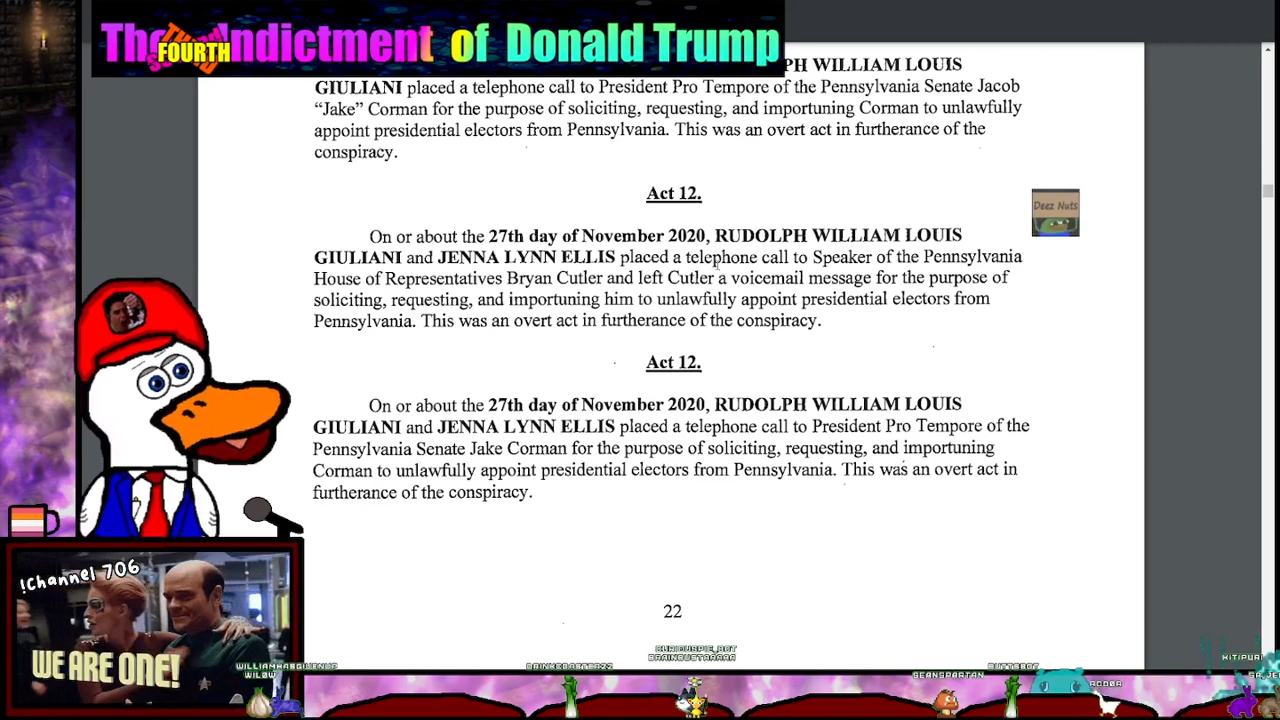 The Indictment of Donald Trump
FOURTH
PH WILLIAM LOUIS
GIULIANI placed a telephone call to President Pro Tempore of the Pennsylvania Senate Jacob
“Jake” Corman for the purpose of soliciting, requesting, and importuning Corman to unlawfully
appoint presidential electors from Pennsylvania. This was an overt act in furtherance of the
conspiracy.
Act 12.
Deez Nuts
On or about the 27th day of November 2020, RUDOLPH WILLIAM LOUIS
GIULIANI and JENNA LYNN ELLIS placed a telephone call to Speaker of the Pennsylvania
House of Representatives Bryan Cutler and left Cutler a voicemail message for the purpose of
soliciting, requesting, and importuning him to unlawfully appoint presidential electors from
Pennsylvania. This was an overt act in furtherance of the conspiracy.
Act 12.
On or about the 27th day of November 2020, RUDOLPH WILLIAM LOUIS
GIULIANI and JENNA LYNN ELLIS placed a telephone call to President Pro Tempore of the
Pennsylvania Senate Jake Corman for the purpose of soliciting, requesting, and importuning
Corman to unlawfully appoint presidential electors from Pennsylvania. This was an overt act in
furtherance of the conspiracy.
22
!Channel 706
WE ARE ONE!
BUTTSBOT
SEANSPARTAN
KITIPURI